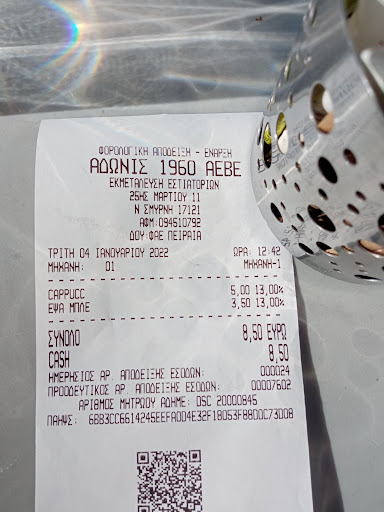 ΦΟΡΟΛΟΓΙΚΗ ΑΠΟΔΕΙΞΗ - ΕΝΑΡΞΗ
ΑΔΩΝΙΣ 1960 ΑΕΒΕ
ΕΚΜΕΤΑΛΕΥΣΗ ΕΣΤΙΑΤΟΡΙΩΝ
25ΗΣ ΜΑΡΤΙΟΥ 11
Ν ΣΜΥΡΝΗ 17121
ΑΦΜ:094510792
ΔΟΥ ΦΑΕ ΠΕΙΡΑΙΑ
ΤΡΙΤΗ 04 ΙΑΝΟΥΑΡΙΟΥ 2022 ΩΡΑ: 12:42
ΜΗΧΑΝΗ: 01 ΜΗΧΑΝΗ-1
CAPPUCC 5,00 13,00%
ΕΨΑ ΜΠΛΕ 3,50 13,00%
ΣΥΝΟΛΟ 8,50 ΕΥΡΩ
CASH 8,50
ΗΜΕΡΗΣΙΟΣ ΑΡ. ΑΠΟΔΕΙΞΗΣ ΕΣΟΔΩΝ: 000024
ΠΡΟΟΔΕΥΤΙΚΟΣ ΑΡ. ΑΠΟΔΕΙΞΗΣ ΕΣΟΔΩΝ: 00007602
ΑΡΙΘΜΟΣ ΜΗΤΡΩΟΥ ΑΔΗΜΕ: DSC 20000845
ΠΑΗΨΣ: 6BB3CC6614245EEFA0D4E32F1B053F88DDC73DDB